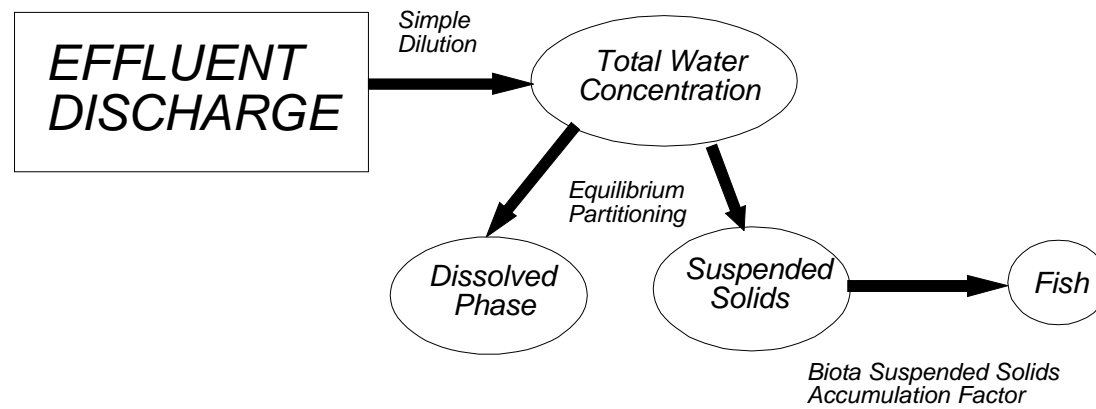 Simple
Dilution
EFFLUENT
DISCHARGE
Total Water
Concentration
Equilibrium
Partitioning
Dissolved
Phase
Suspended
Solids
Fish
Biota Suspended Solids
Accumulation Factor